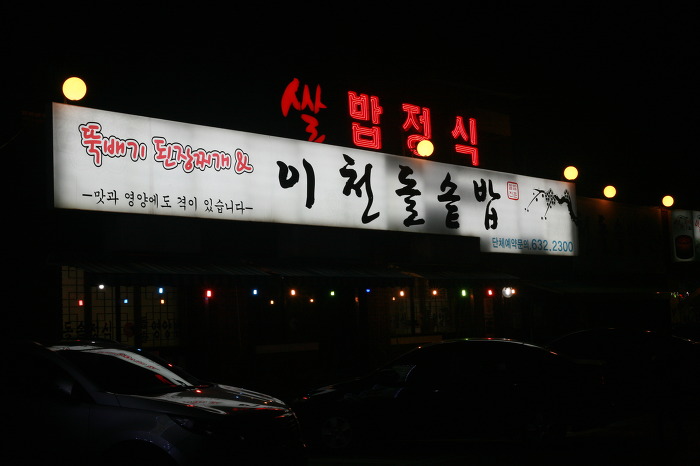 쌀밥정식
뚝배기 된장찌개 &
-맛과 영양에도 격이 있습니다-
이천돌솥밥
단체예약문의 632.2300